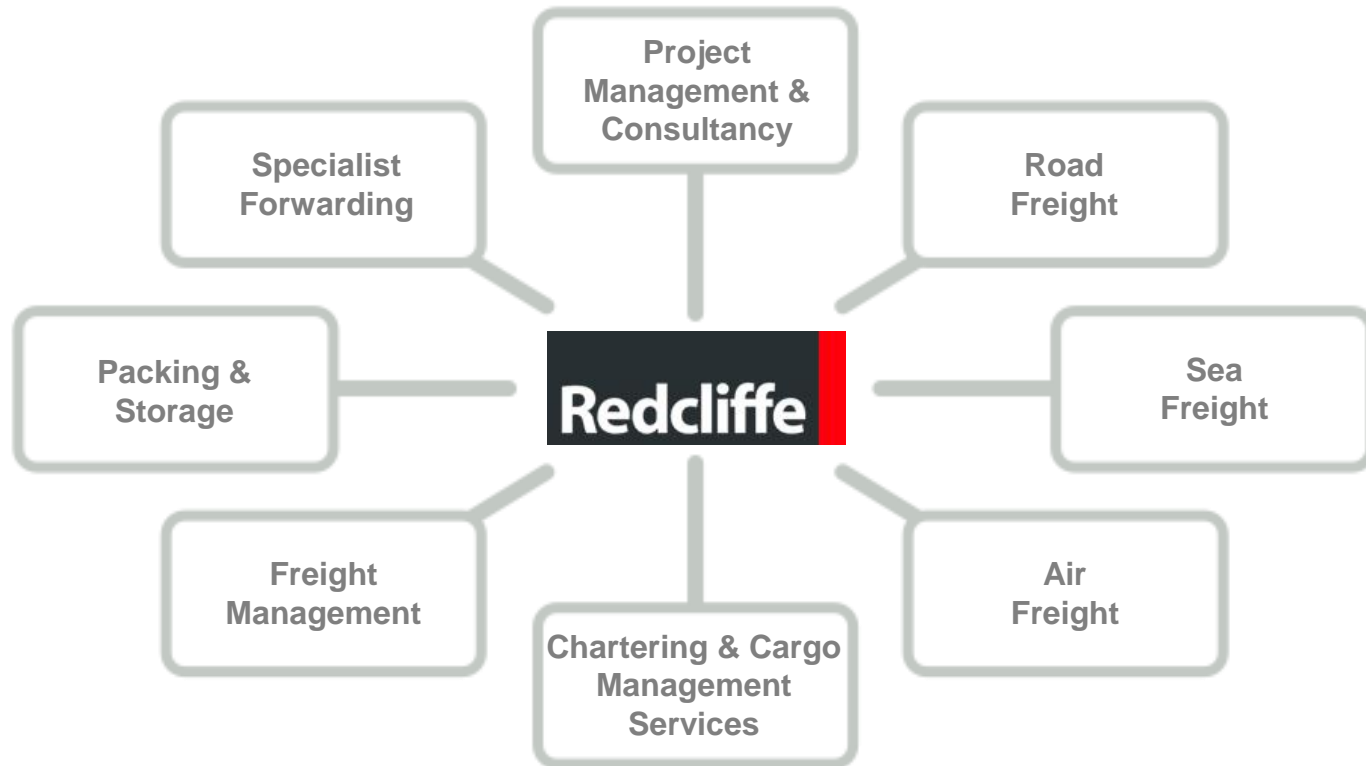 Project
Management &
Consultancy
Specialist
Forwarding
Road
Freight
Packing &
Storage
Redcliffe
Sea
Freight
Freight
Management
Air
Freight
Chartering & Cargo
Management
Services